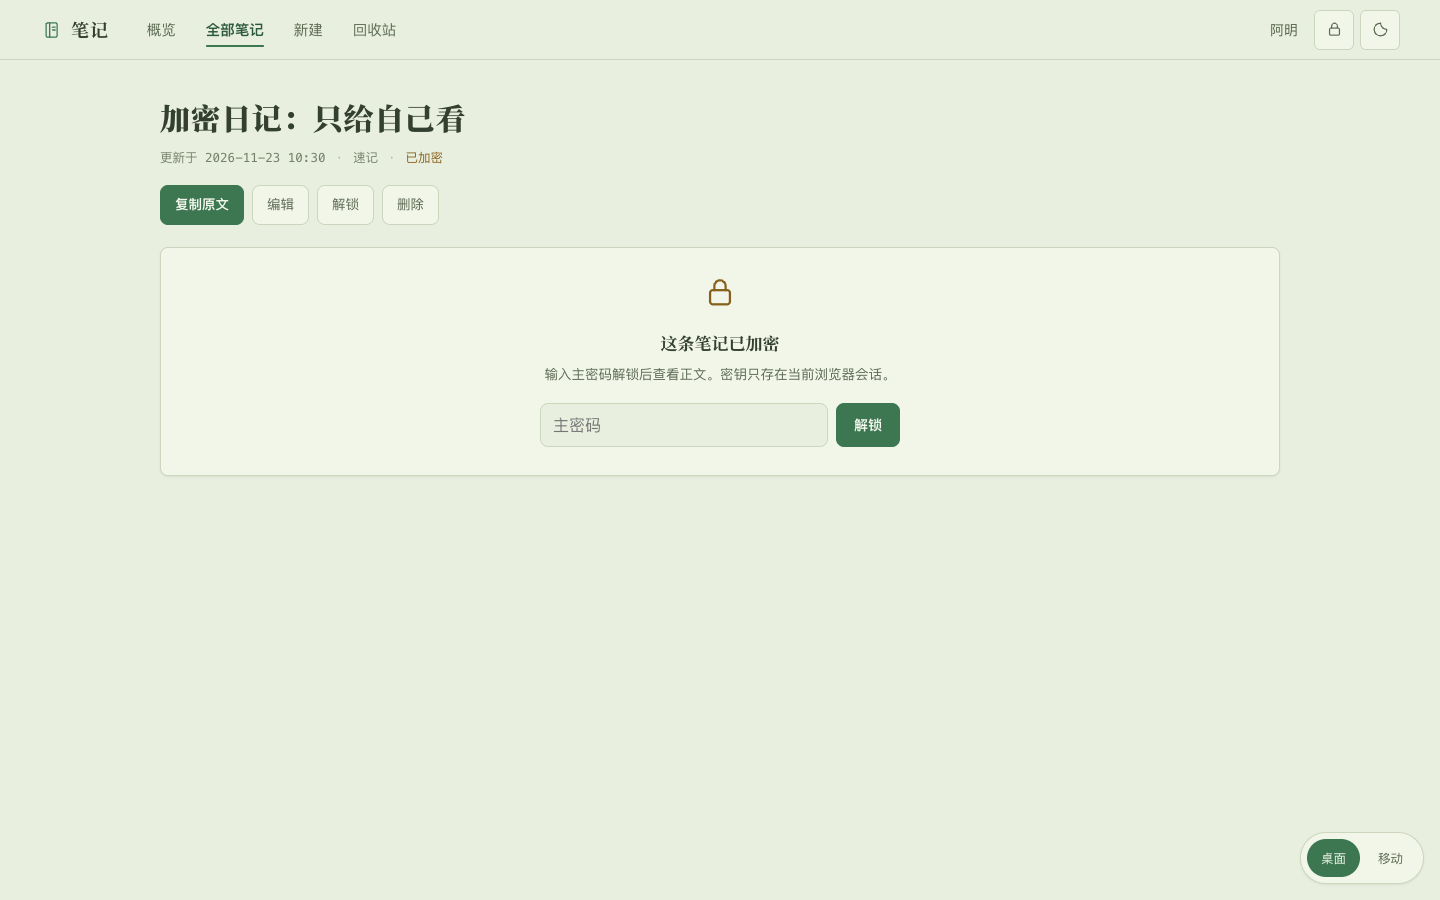 笔记 概览 全部笔记 新建 回收站 阿明
加密日记：只给自己看
更新于 2026-11-23 10:30 · 速记 · 已加密
复制原文 编辑 解锁 删除
这条笔记已加密
输入主密码解锁后查看正文。密钥只存在当前浏览器会话。
主密码 解锁
桌面 移动